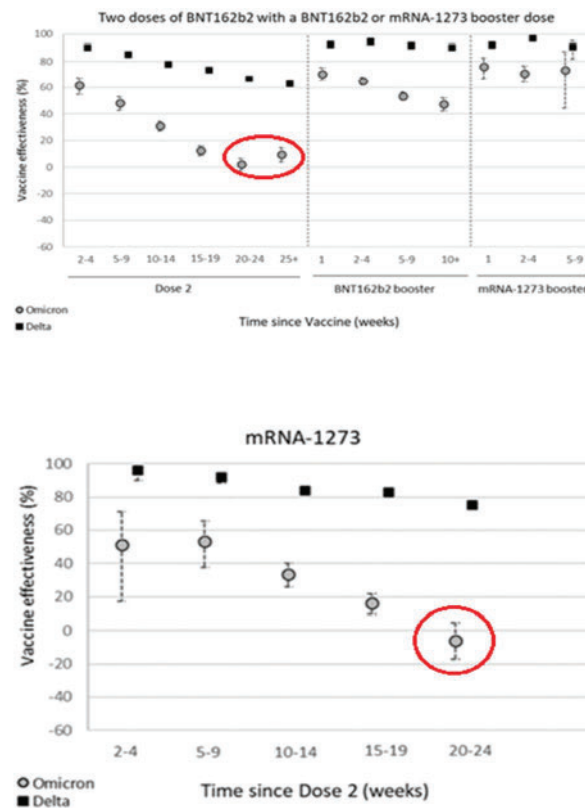 Two doses of BNT162b2 with a BNT162b2 or mRNA-1273 booster dose
Vaccine effectiveness (%)
100
80
60
40
20
0
20
40
-60
2-4 5-9 10-14 15-19 20-24 25+ 1 2-4 5-9 10+ 1 2-4 5-9
Dose 2 BNT162b2 booster mRNA-1273 booster
Omicron
Delta
Time since Vaccine (weeks)
mRNA-1273
Vaccine effectiveness (%)
100
80
60
40
20
0
-20
-40
-60
2-4 5-9 10-14 15-19 20-24
Omicron
Delta
Time since Dose 2 (weeks)